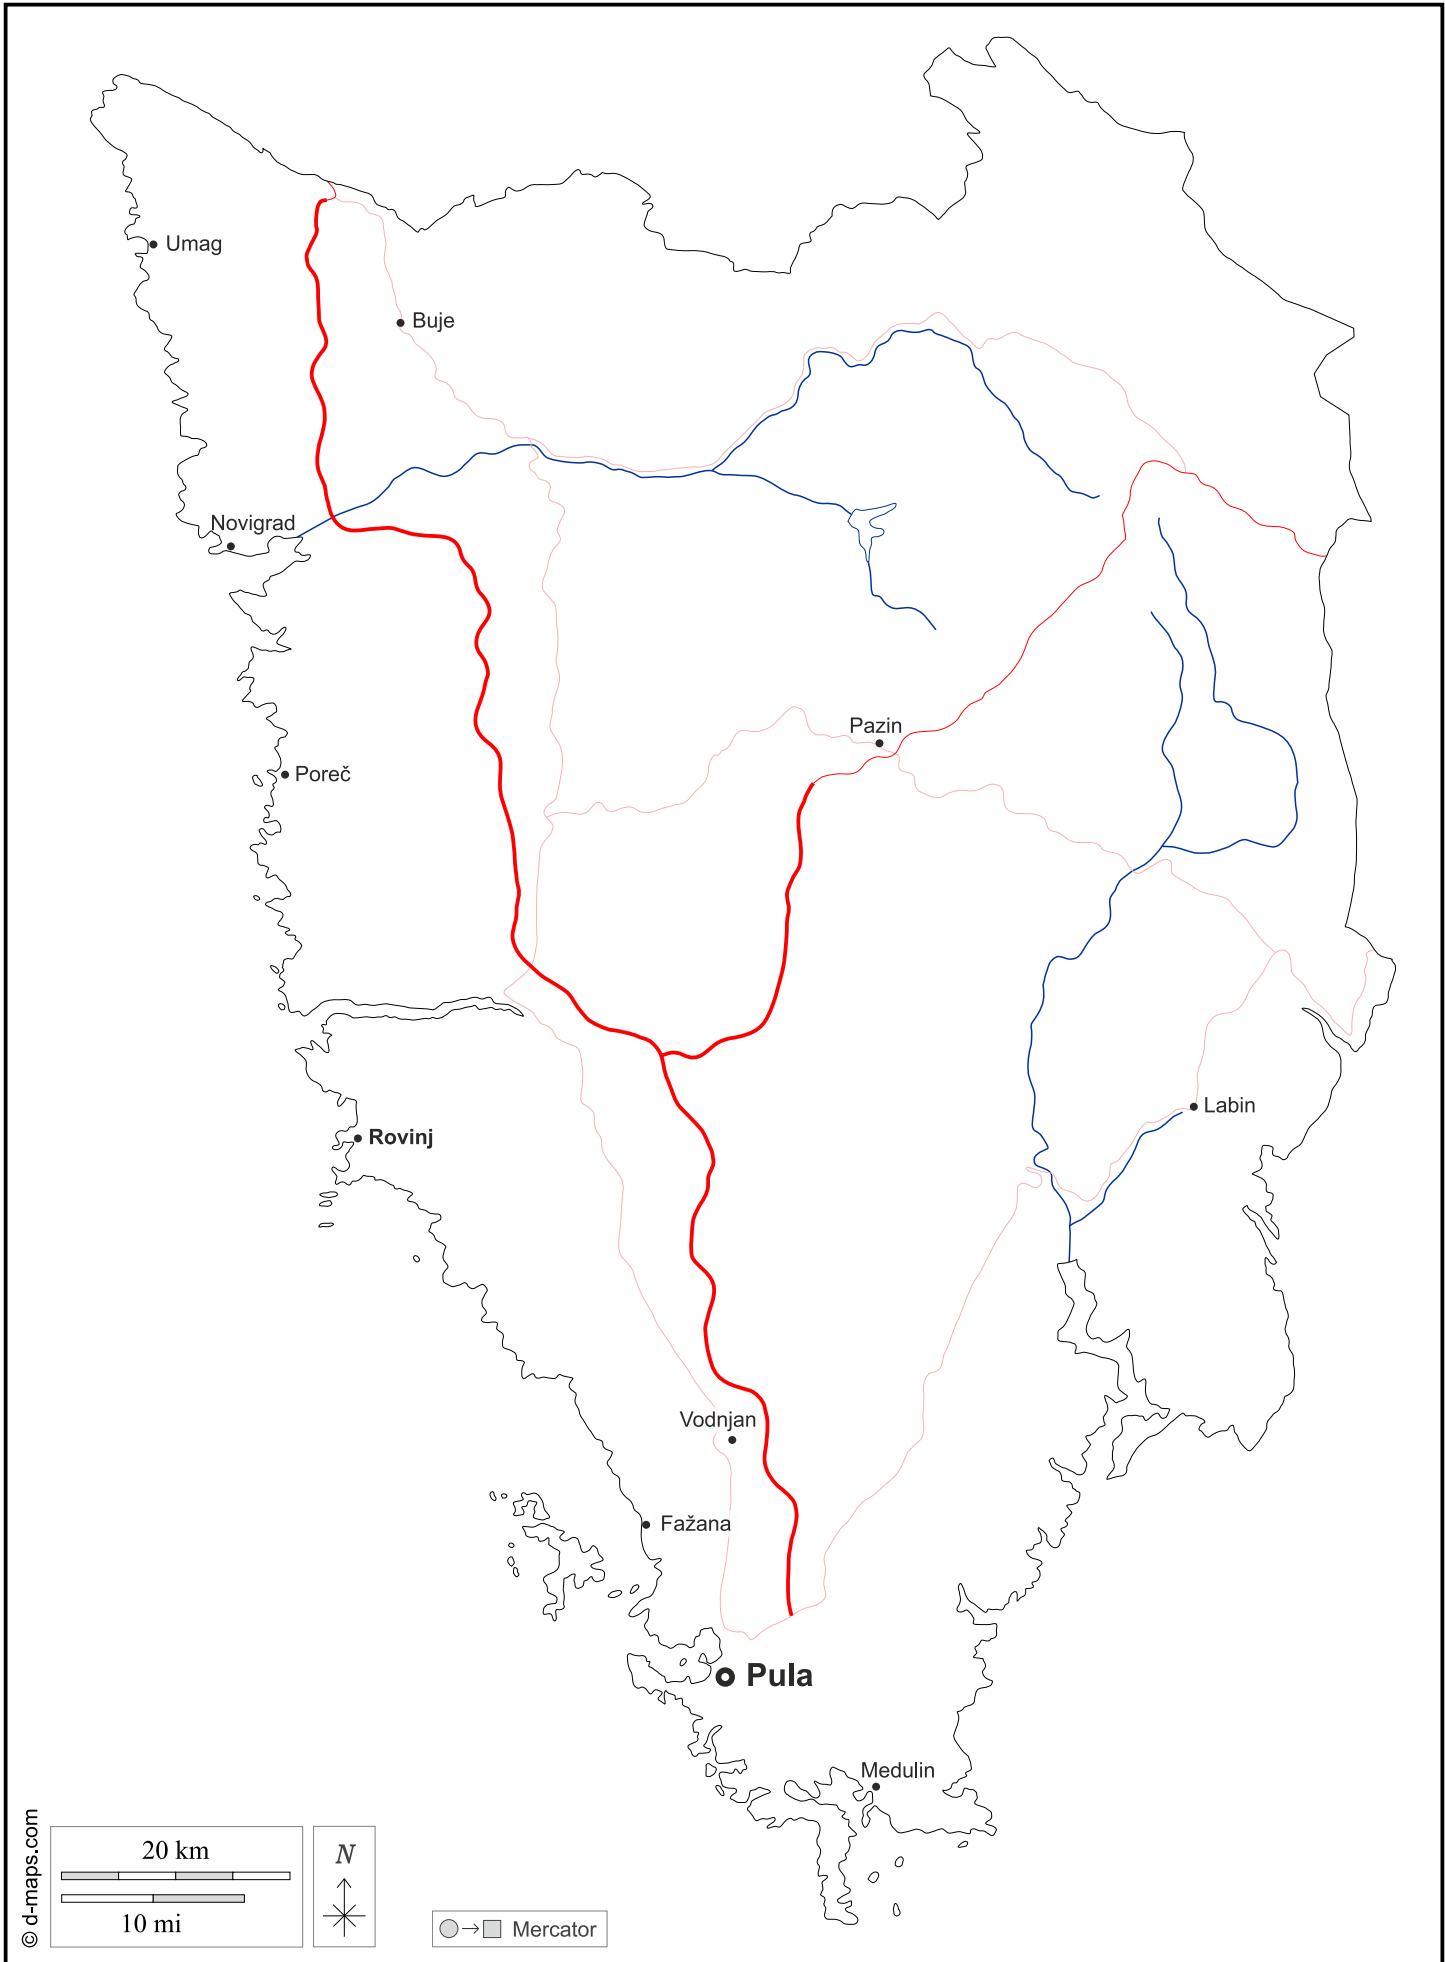 Umag
Buje
Novigrad
Pazin
Poreč
Labin
Rovinj
Vodnjan
Fažana
Pula
Medulin
© d-maps.com
20 km
10 mi
N
Mercator